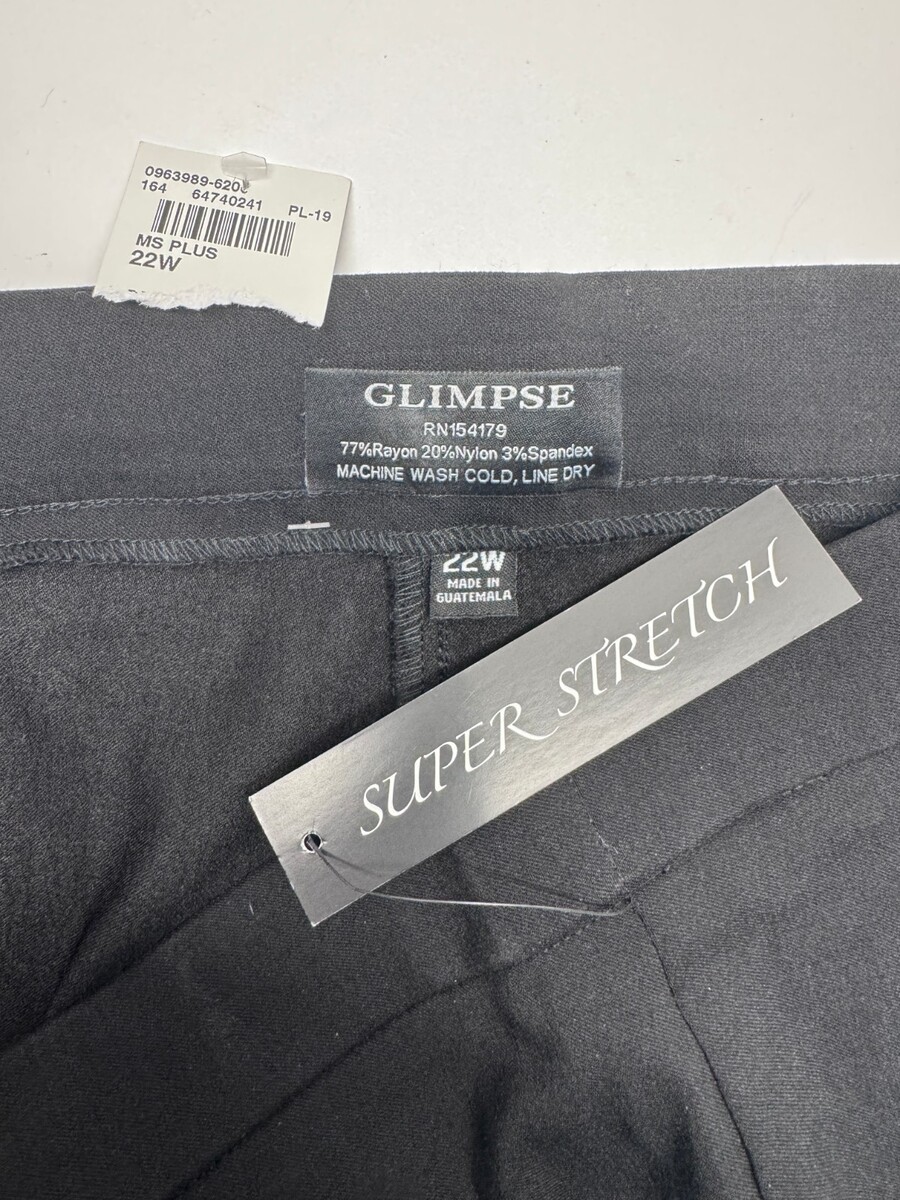 0963989-620
164 64740241 PL-19
MS PLUS
22W
GLIMPSE
RN154179
77%Rayon 20%Nylon 3%Spandex
MACHINE WASH COLD, LINE DRY
22W
MADE IN
GUATEMALA
SUPER STRETCH